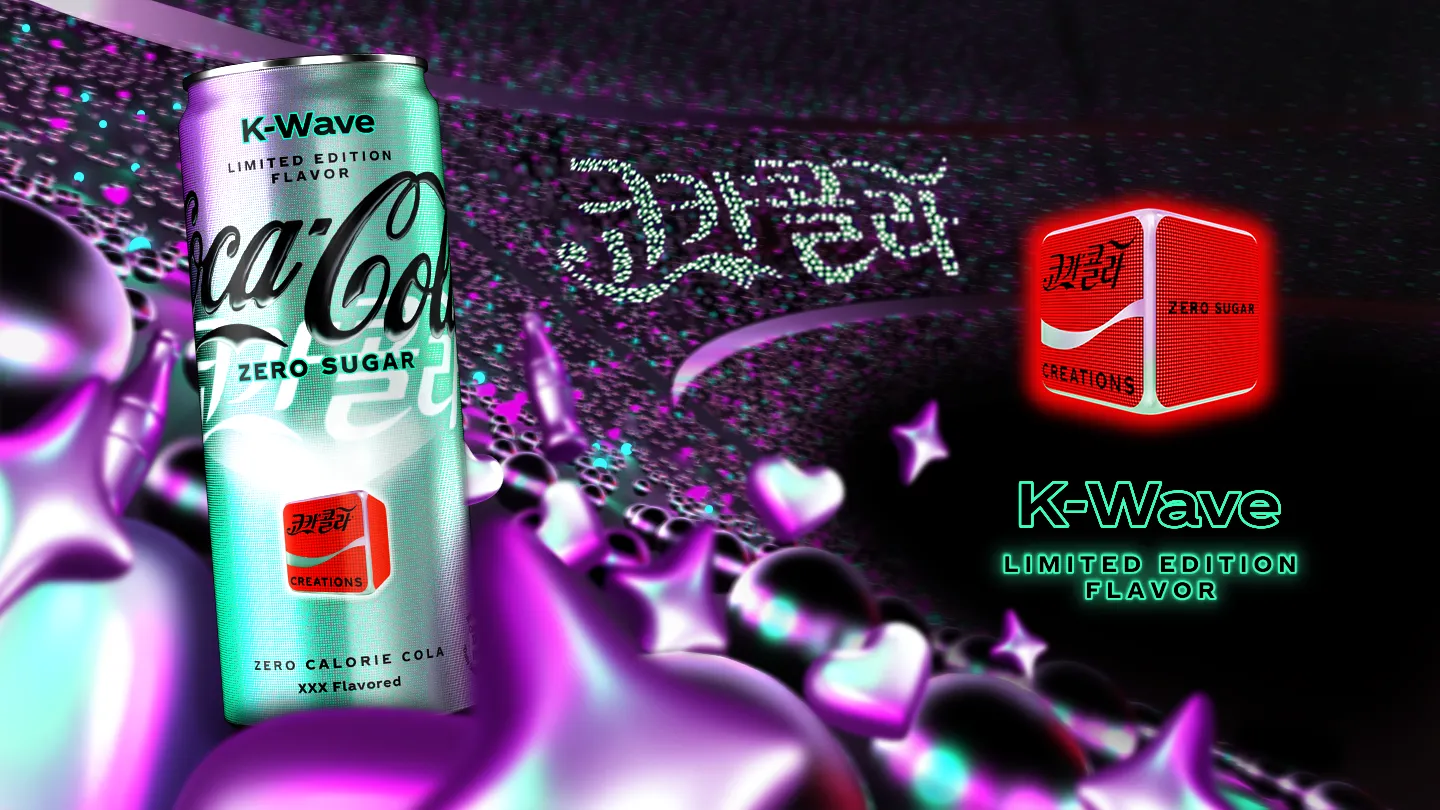 K-Wave
LIMITED EDITION
FLAVOR
Coca-Cola
코카콜라
ZERO SUGAR
코카콜라
CREATIONS
ZERO CALORIE COLA
XXX Flavored
코카콜라
코카콜라
ZERO SUGAR
CREATIONS
K-Wave
LIMITED EDITION
FLAVOR